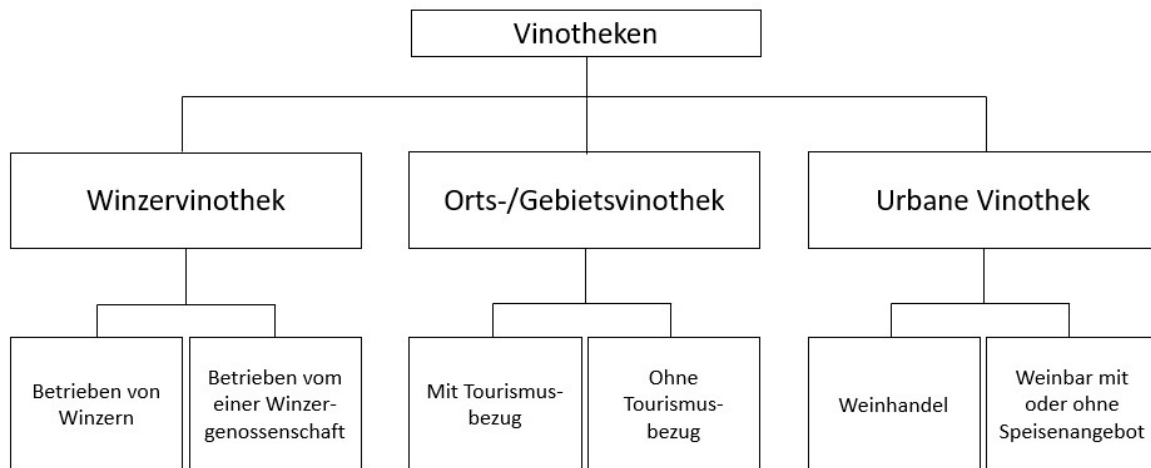 Vinotheken
Winzervinothek
Orts-/Gebietsvinothek
Urbane Vinothek
Betrieben von
Winzern
Betrieben vom
einer Winzer-
genossenschaft
Mit Tourismus-
bezug
Ohne
Tourismus-
bezug
Weinhandel
Weinbar mit
oder ohne
Speisenangebot